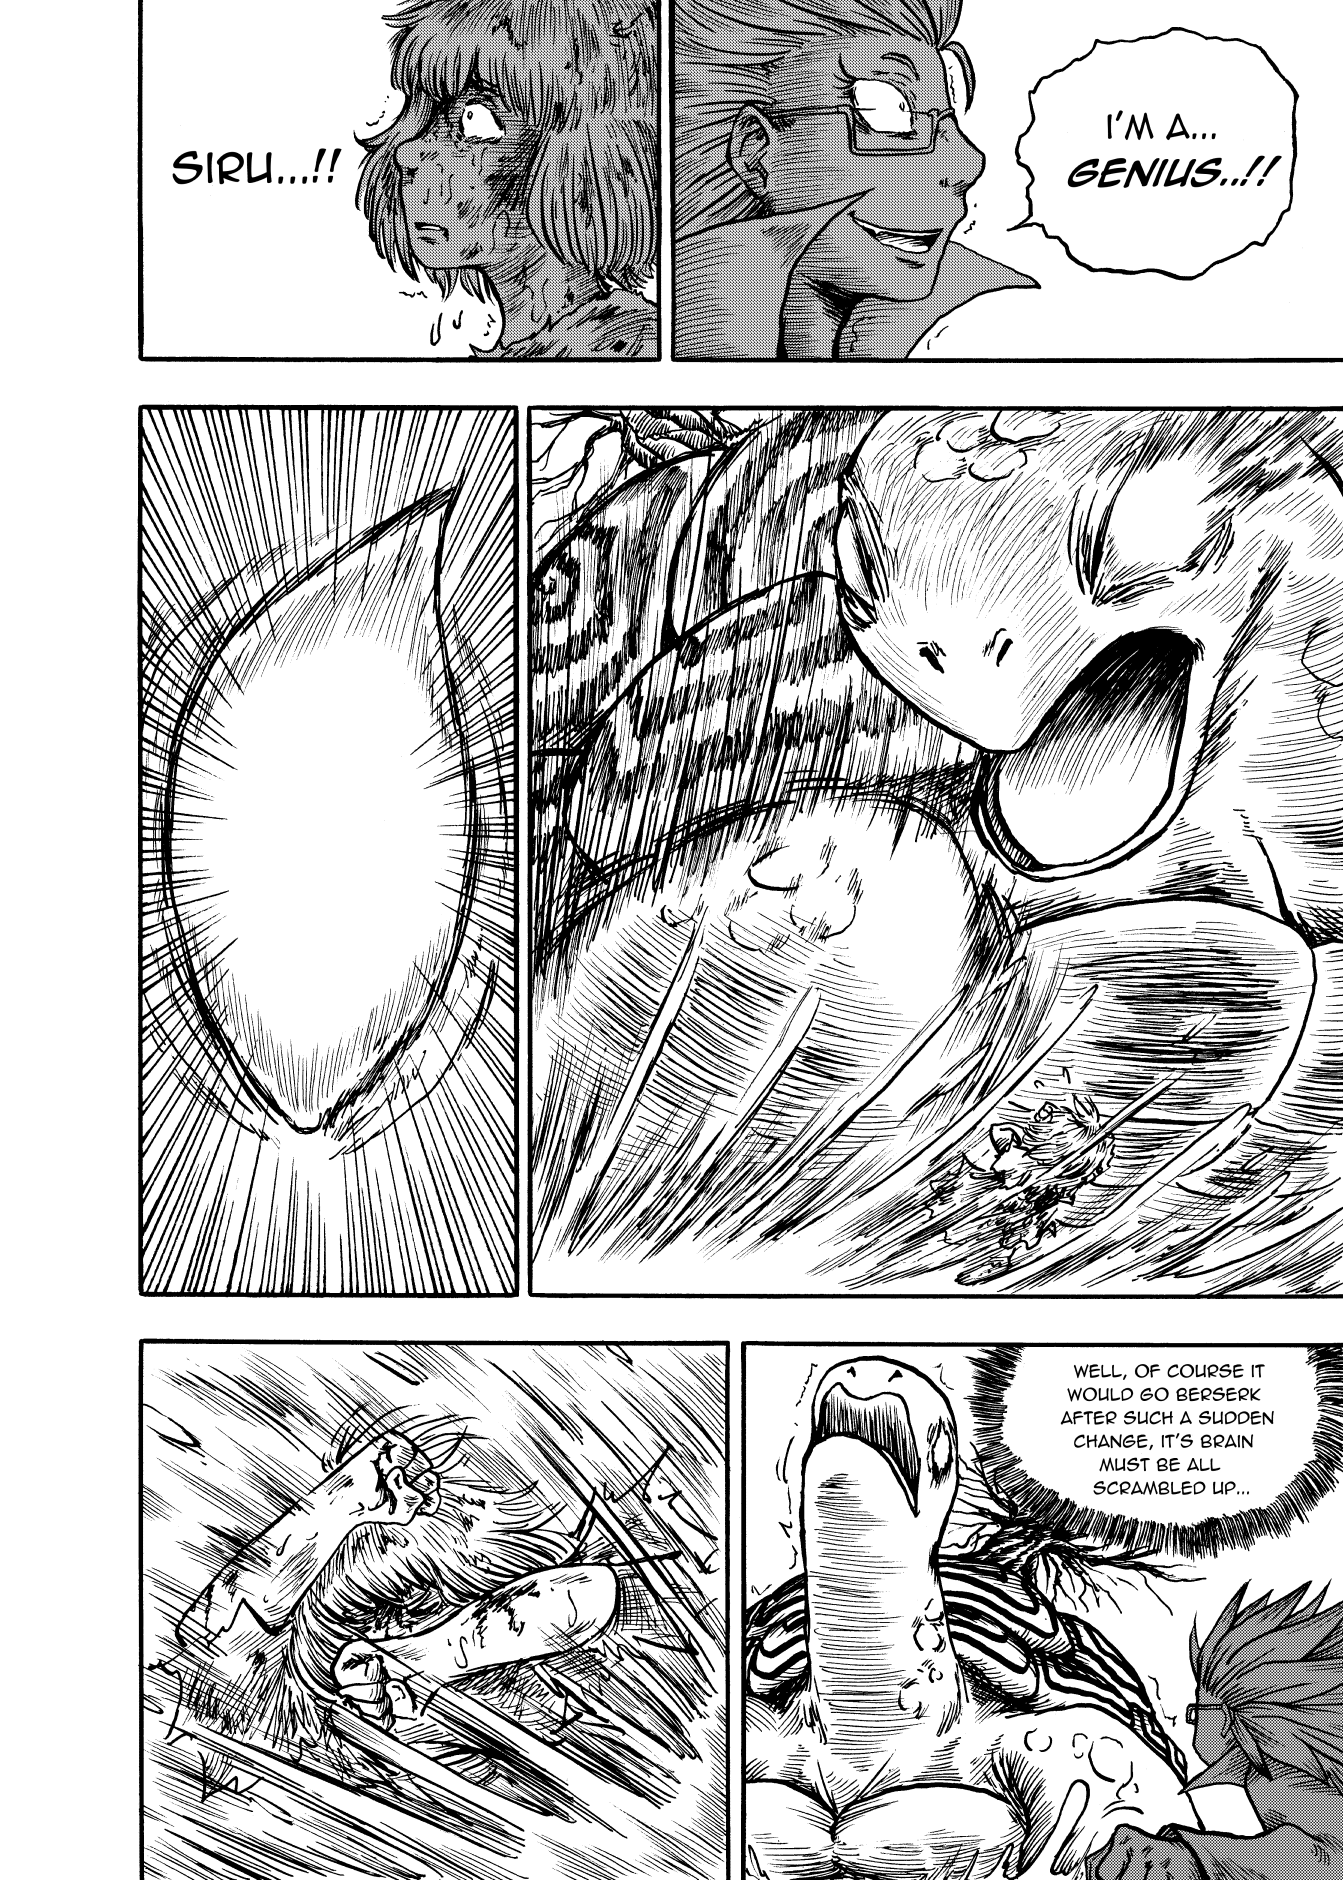 I'M A...
GENIUS..!!
SIRU...!!
WELL, OF COURSE IT
WOULD GO BERSERK
AFTER SUCH A SUDDEN
CHANGE, IT'S BRAIN
MUST BE ALL
SCRAMBLED UP...